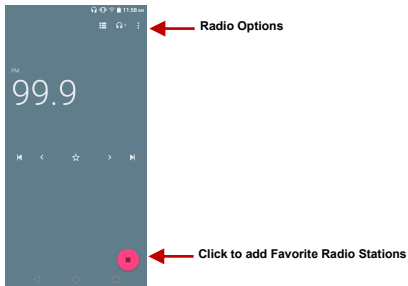 11:58 AM
Radio Options
FM
99.9
Click to add Favorite Radio Stations